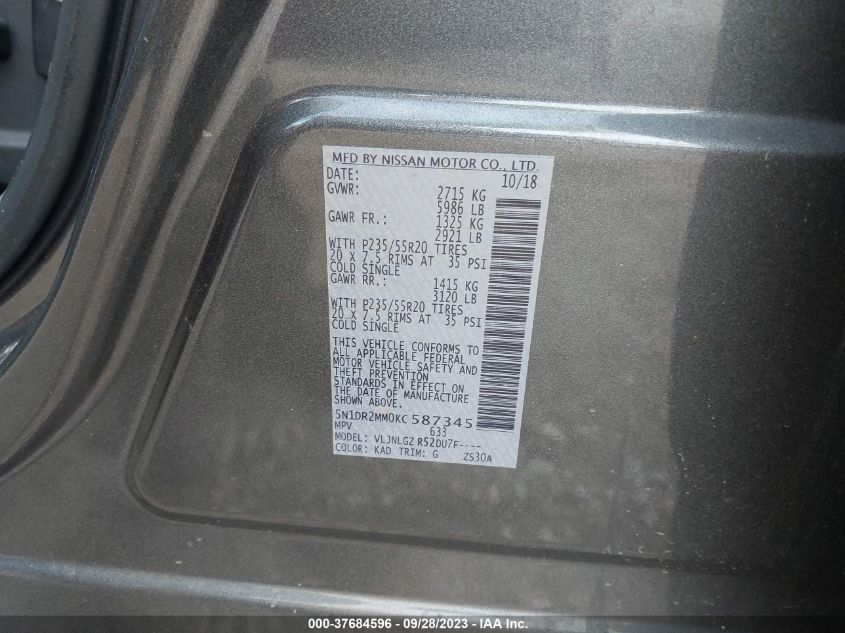 MFD BY NISSAN MOTOR CO., LTD.
DATE: 10/18
GVWR: 2715 KG
5986 LB
GAWR FR.: 1325 KG
2921 LB
WITH P235/55R20 TIRES
20 X 7.5 RIMS AT 35 PSI
COLD SINGLE
GAWR RR.: 1415 KG
3120 LB
WITH P235/55R20 TIRES
20 X 7.5 RIMS AT 35 PSI
COLD SINGLE
THIS VEHICLE CONFORMS TO
ALL APPLICABLE FEDERAL
MOTOR VEHICLE SAFETY AND
THEFT PREVENTION
STANDARDS IN EFFECT ON
THE DATE OF MANUFACTURE
SHOWN ABOVE.
5N1DR2MM0KC587345
MPV 633
MODEL: VLJNLGZ R52DU7F----
COLOR: KAD TRIM: G ZS30A
000-37684596 - 09/28/2023 - IAA Inc.